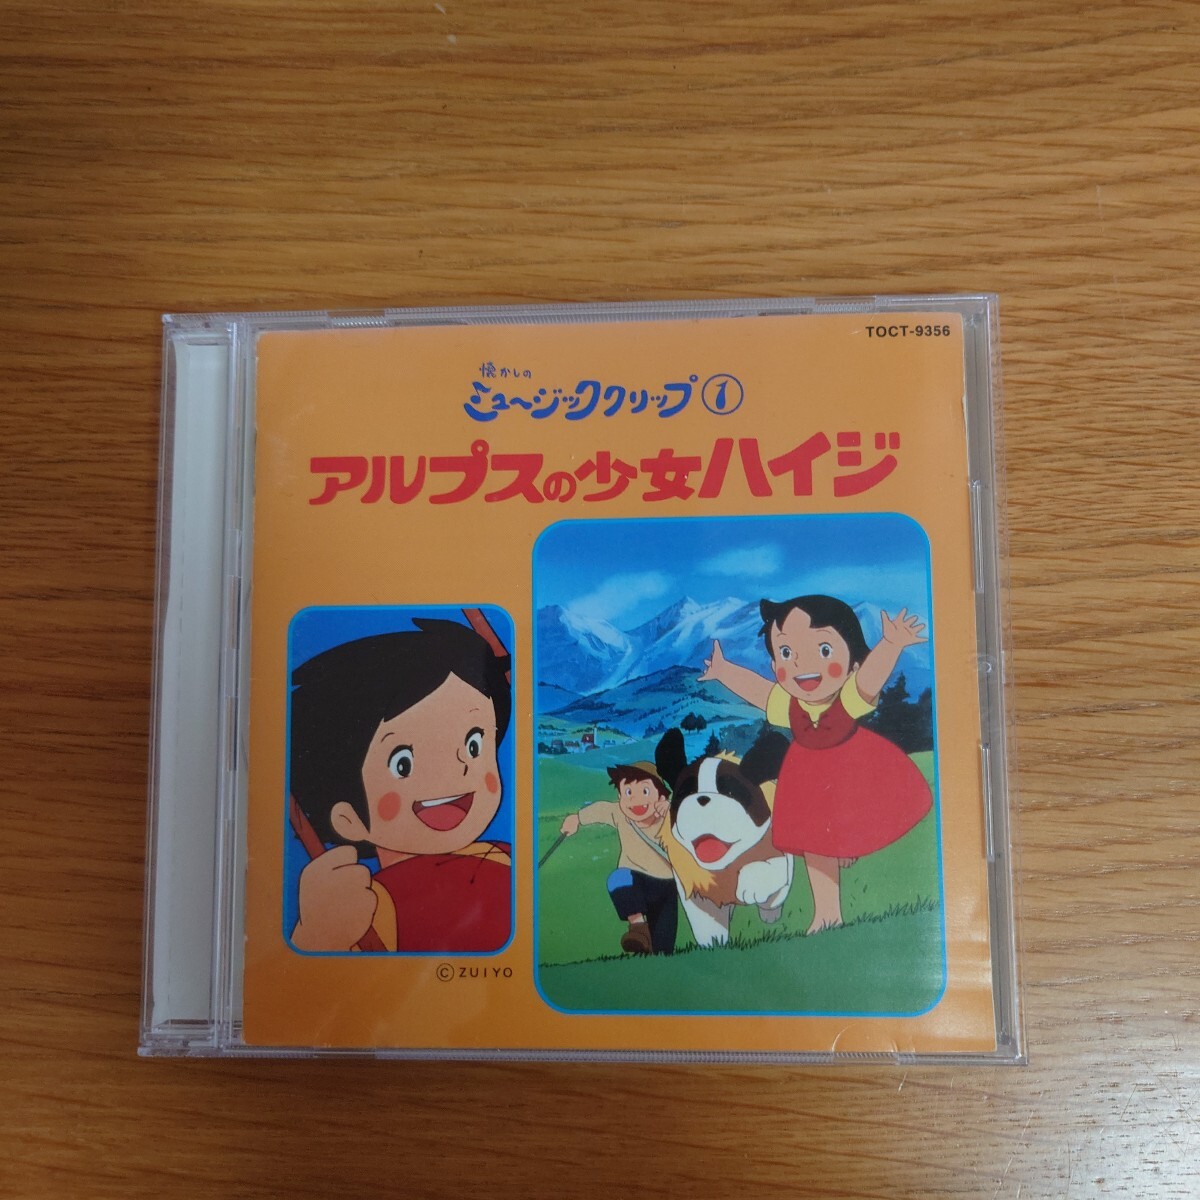 TOCT-9356
懐かしの
ミュージッククリップ①
アルプスの少女ハイジ
©ZUIYO